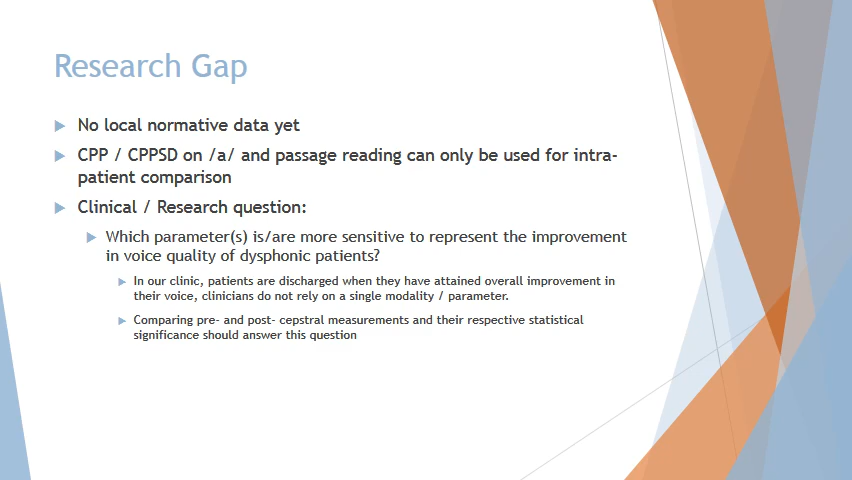 Research Gap
No local normative data yet
CPP / CPPSD on /a/ and passage reading can only be used for intra-
patient comparison
Clinical / Research question:
Which parameter(s) is/are more sensitive to represent the improvement
in voice quality of dysphonic patients?
In our clinic, patients are discharged when they have attained overall improvement in
their voice, clinicians do not rely on a single modality / parameter.
Comparing pre- and post- cepstral measurements and their respective statistical
significance should answer this question